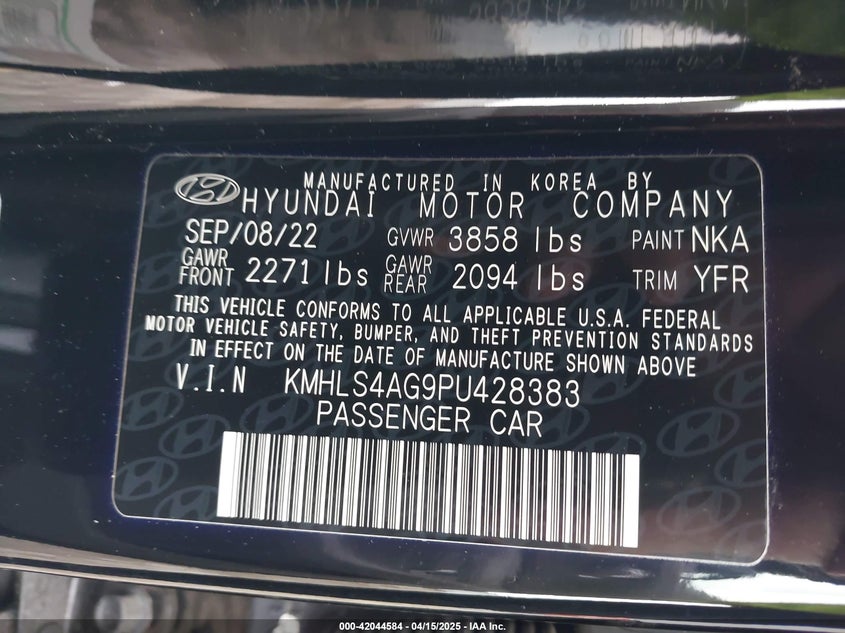 MANUFACTURED IN KOREA BY
HYUNDAI MOTOR COMPANY
SEP/08/22 GVWR 3858 lbs PAINT NKA
GAWR FRONT 2271 lbs GAWR REAR 2094 lbs TRIM YFR
THIS VEHICLE CONFORMS TO ALL APPLICABLE U.S.A. FEDERAL
MOTOR VEHICLE SAFETY, BUMPER, AND THEFT PREVENTION STANDARDS
IN EFFECT ON THE DATE OF MANUFACTURE SHOWN ABOVE
V.I.N KMHLS4AG9PU428383
PASSENGER CAR
000-42044584 - 04/15/2025 - IAA Inc.